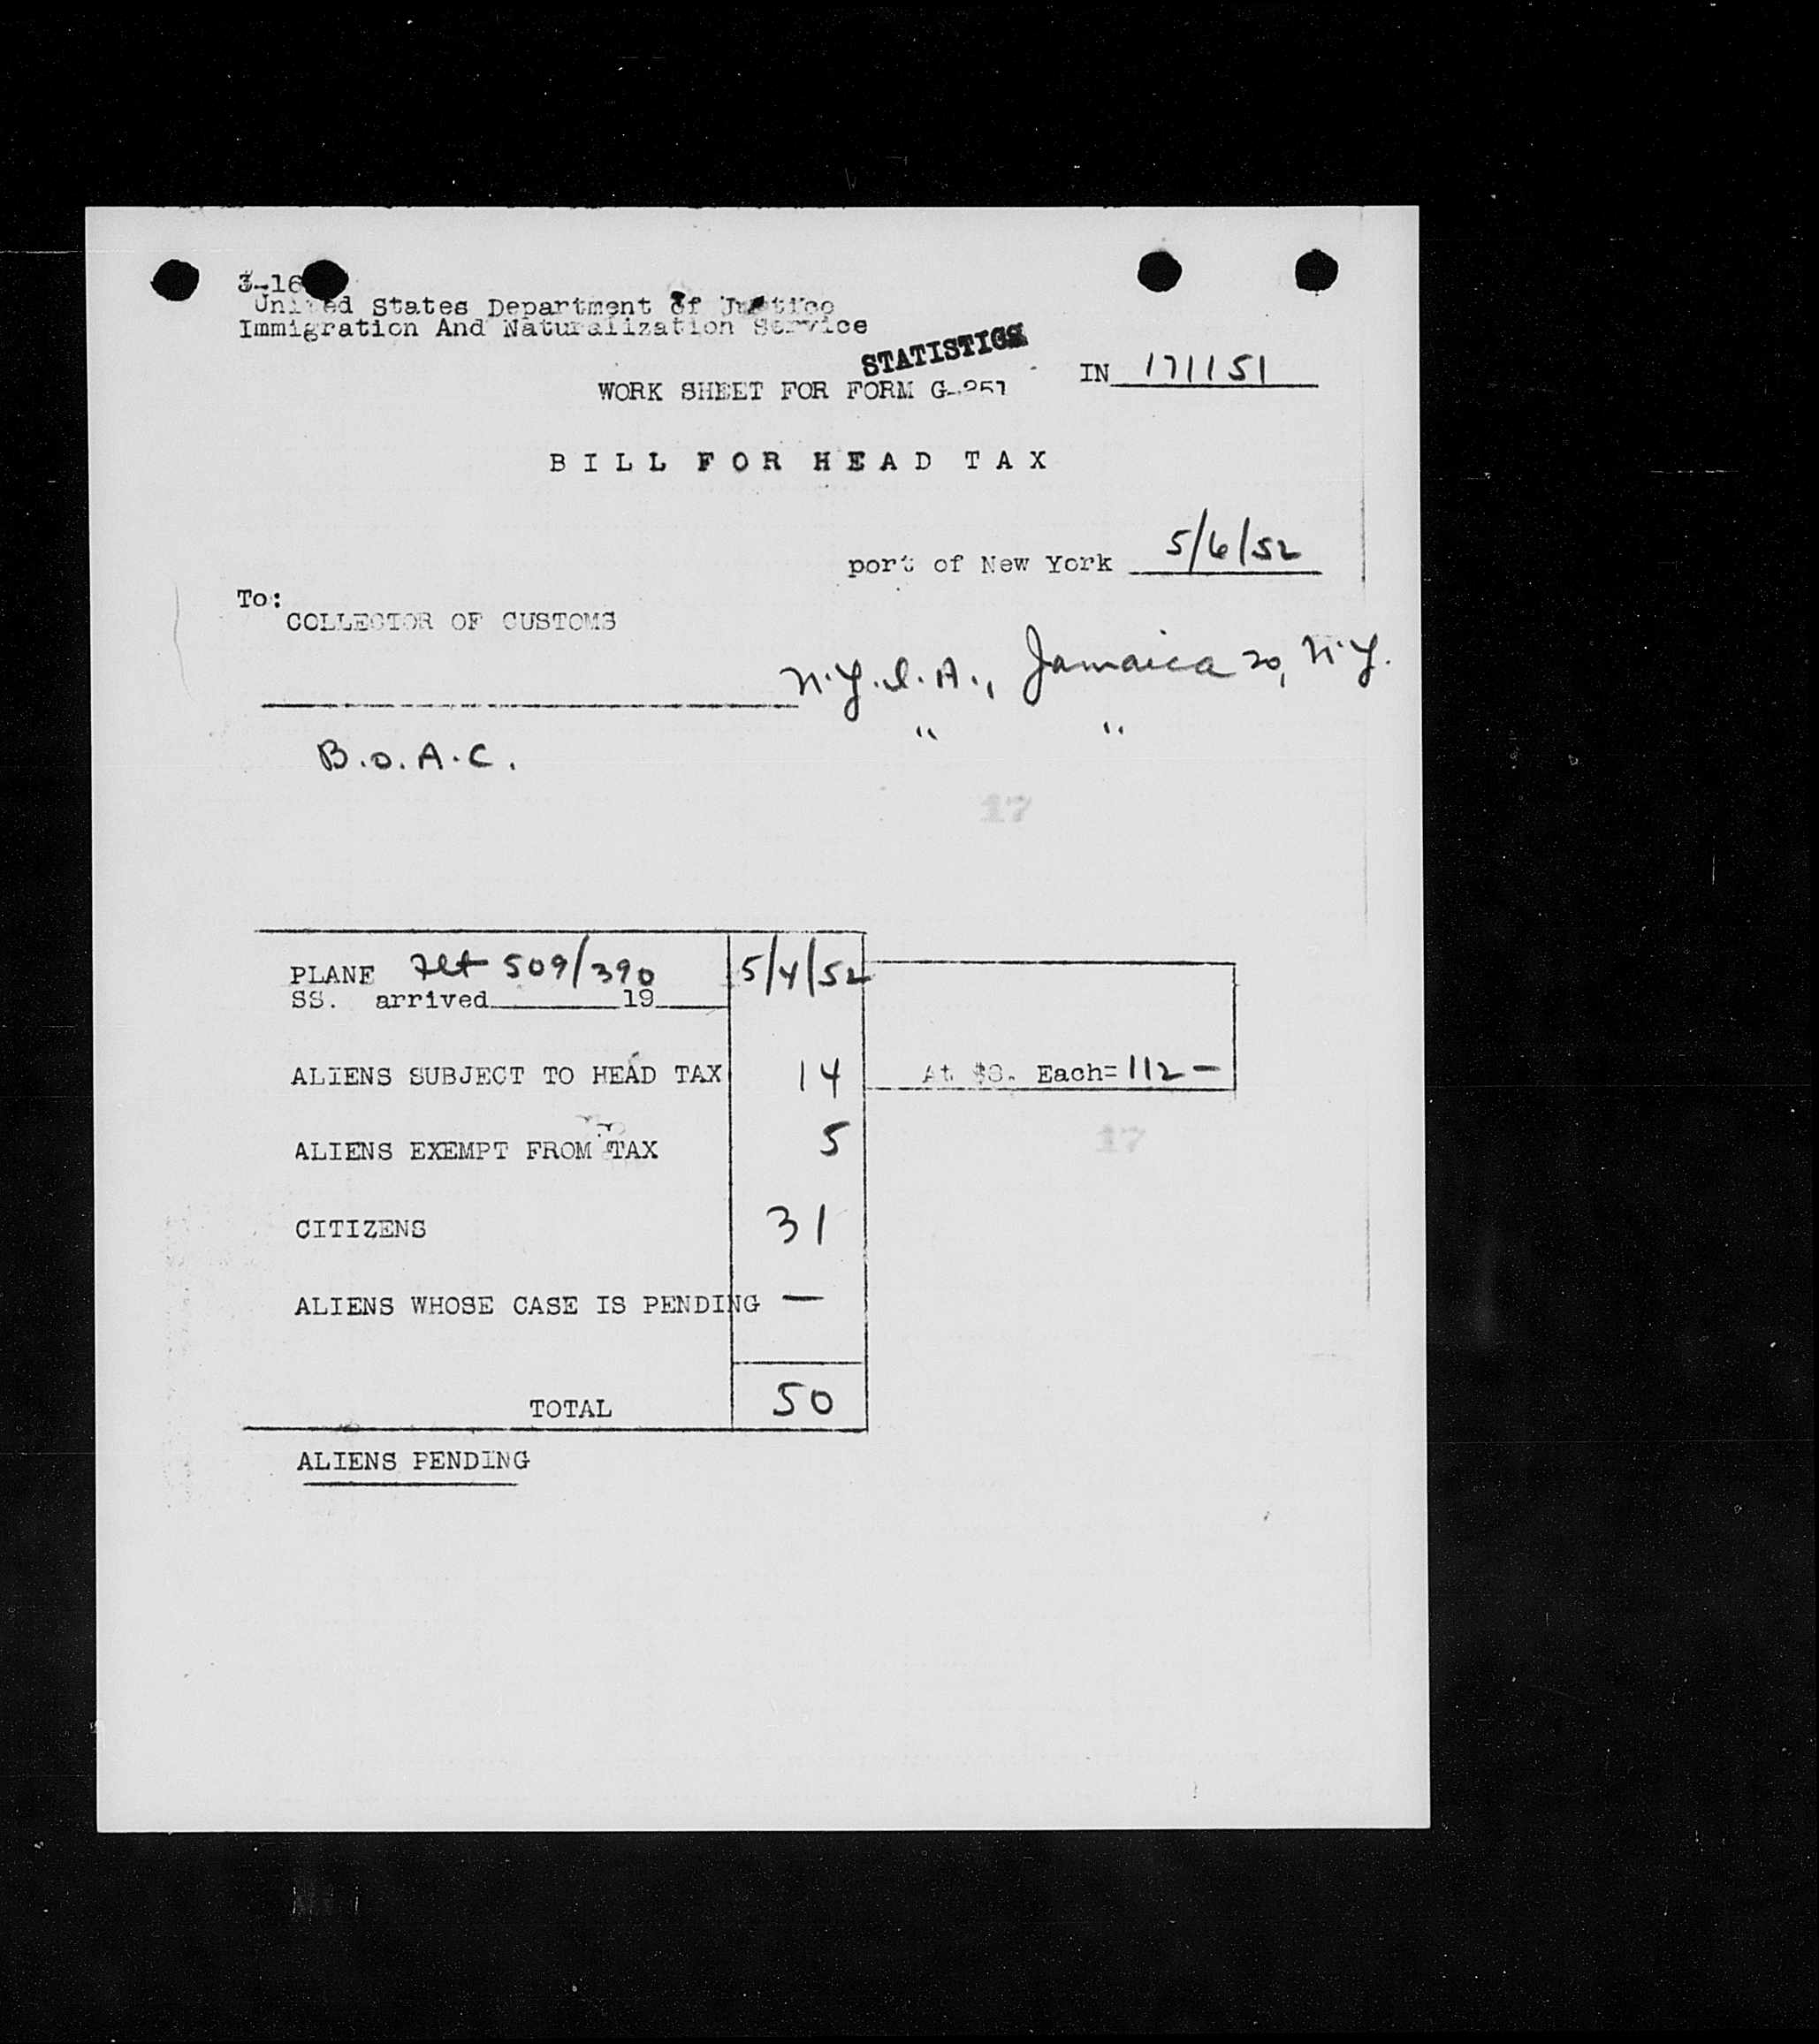 3-16
United States Department of Justice
Immigration And Naturalization Service
STATISTICS
IN 171151
WORK SHEET FOR FORM G-251
BILL FOR HEAD TAX
port of New York 5/6/52
To:
COLLECTOR OF CUSTOMS
N.Y.I.A., Jamaica 20, N.Y.
" "
B.O.A.C.
17
PLANE Flt 509/390 5/4/52
SS. arrived 19
ALIENS SUBJECT TO HEAD TAX 14 At $8. Each=112-
ALIENS EXEMPT FROM TAX 5
17
CITIZENS 31
ALIENS WHOSE CASE IS PENDING —
TOTAL 50
ALIENS PENDING